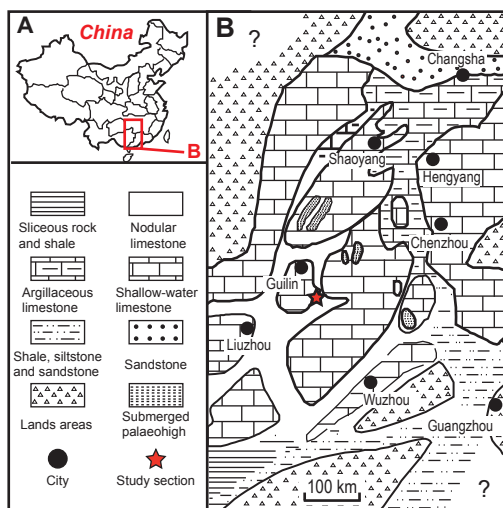 A
China
B
Sliceous rock
and shale
Nodular
limestone
Argillaceous
limestone
Shallow-water
limestone
Shale, siltstone
and sandstone
Sandstone
Lands areas
Submerged
palaeohigh
City
Study section
B
?
Changsha
Shaoyang
Hengyang
Chenzhou
Guilin
Liuzhou
Wuzhou
Guangzhou
100 km
?